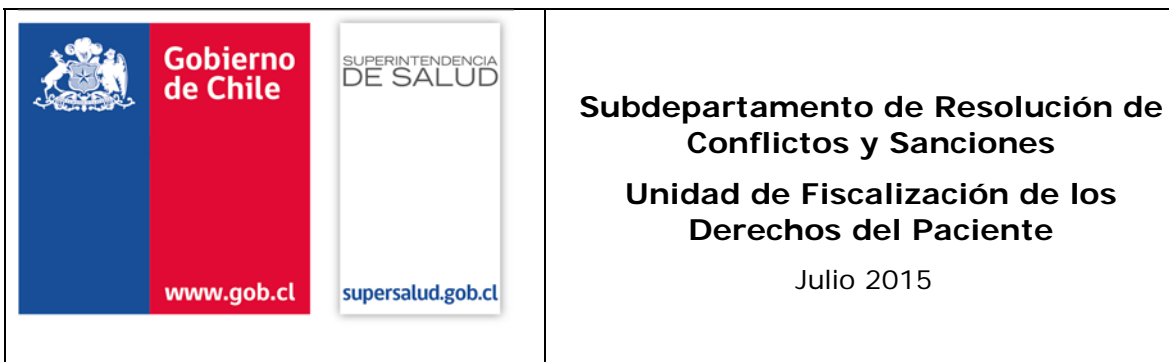 Gobierno
de Chile
www.gob.cl
SUPERINTENDENCIA
DE SALUD
supersalud.gob.cl
Subdepartamento de Resolución de
Conflictos y Sanciones
Unidad de Fiscalización de los
Derechos del Paciente
Julio 2015